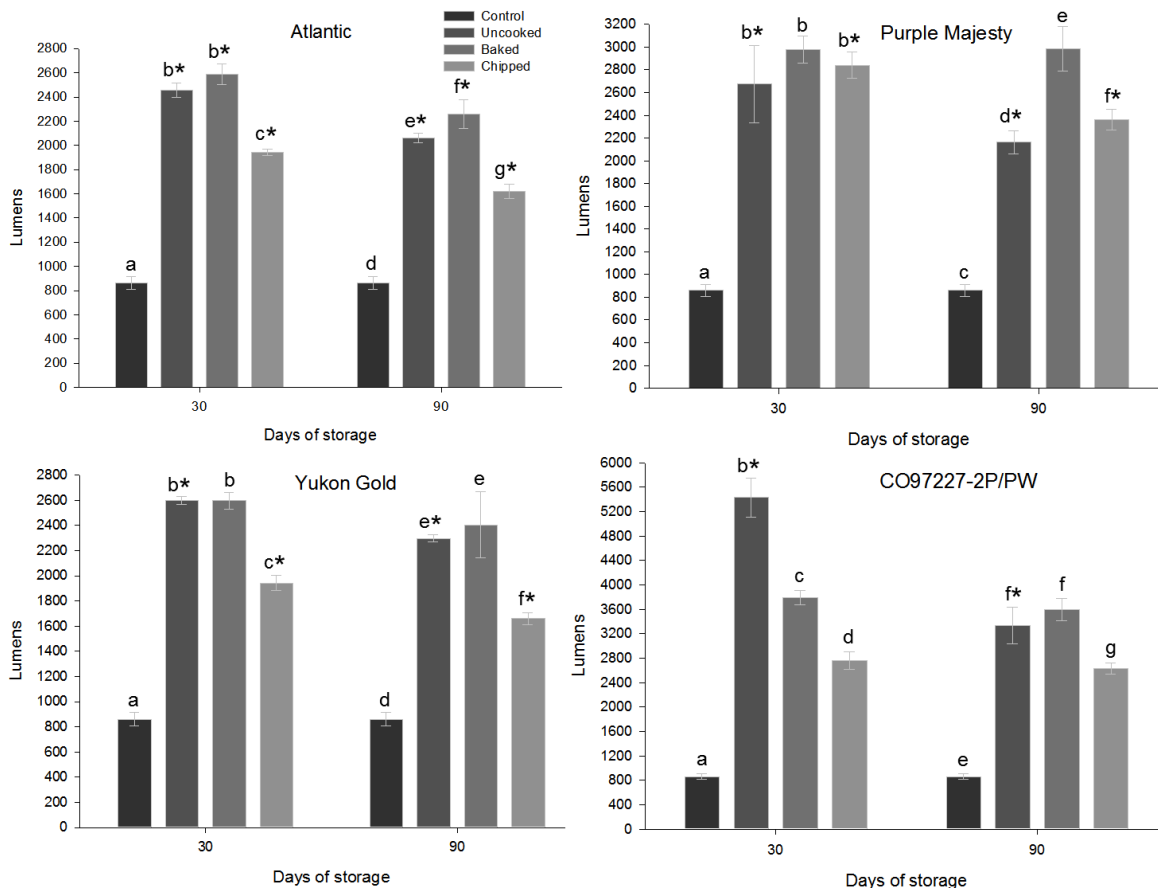 Atlantic
Control
Uncooked
Baked
Chipped
Lumens
2800
2600
2400
2200
2000
1800
1600
1400
1200
1000
800
600
400
200
0
a
b*
b*
c*
d
e*
f*
g*
30
90
Days of storage
Purple Majesty
Lumens
3200
3000
2800
2600
2400
2200
2000
1800
1600
1400
1200
1000
800
600
400
200
0
a
b*
b
b*
c
d*
e
f*
30
90
Days of storage
Yukon Gold
Lumens
2800
2600
2400
2200
2000
1800
1600
1400
1200
1000
800
600
400
200
0
a
b*
b
c*
d
e*
e
f*
30
90
Days of storage
CO97227-2P/PW
Lumens
6000
5600
5200
4800
4400
4000
3600
3200
2800
2400
2000
1600
1200
800
400
0
a
b*
c
d
e
f*
f
g
30
90
Days of storage